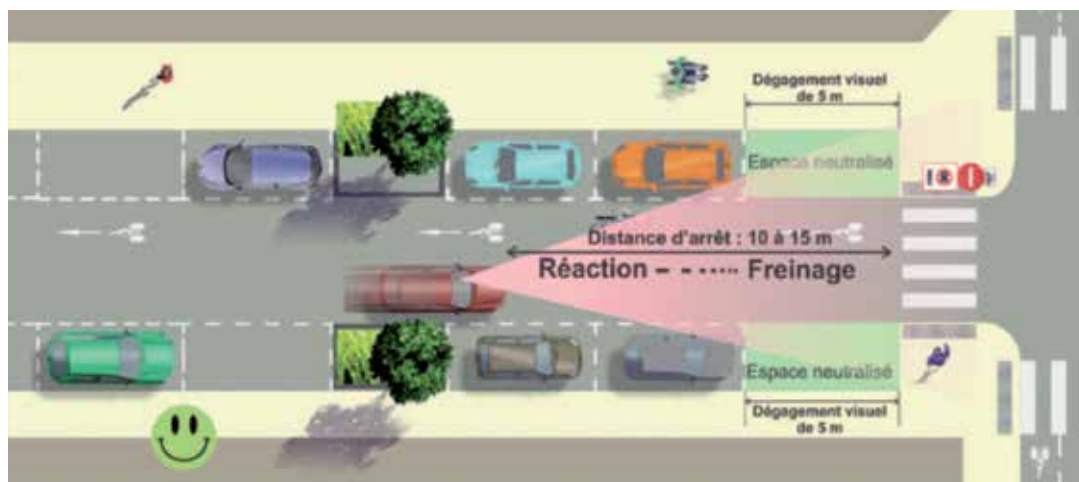 Dégagement visuel
de 5 m
Espace neutralisé
Distance d'arrêt : 10 à 15 m
Réaction - - ····· Freinage
Espace neutralisé
Dégagement visuel
de 5 m